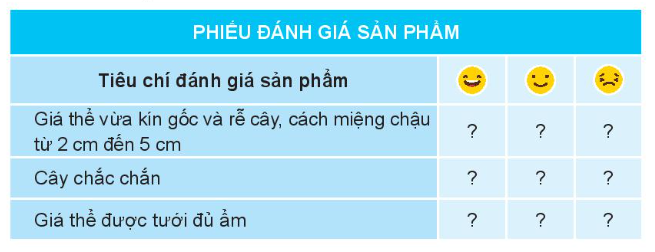 PHIẾU ĐÁNH GIÁ SẢN PHẨM
Tiêu chí đánh giá sản phẩm
Giá thể vừa kín gốc và rễ cây, cách miệng chậu
từ 2 cm đến 5 cm
? ? ?
Cây chắc chắn
? ? ?
Giá thể được tưới đủ ẩm
? ? ?